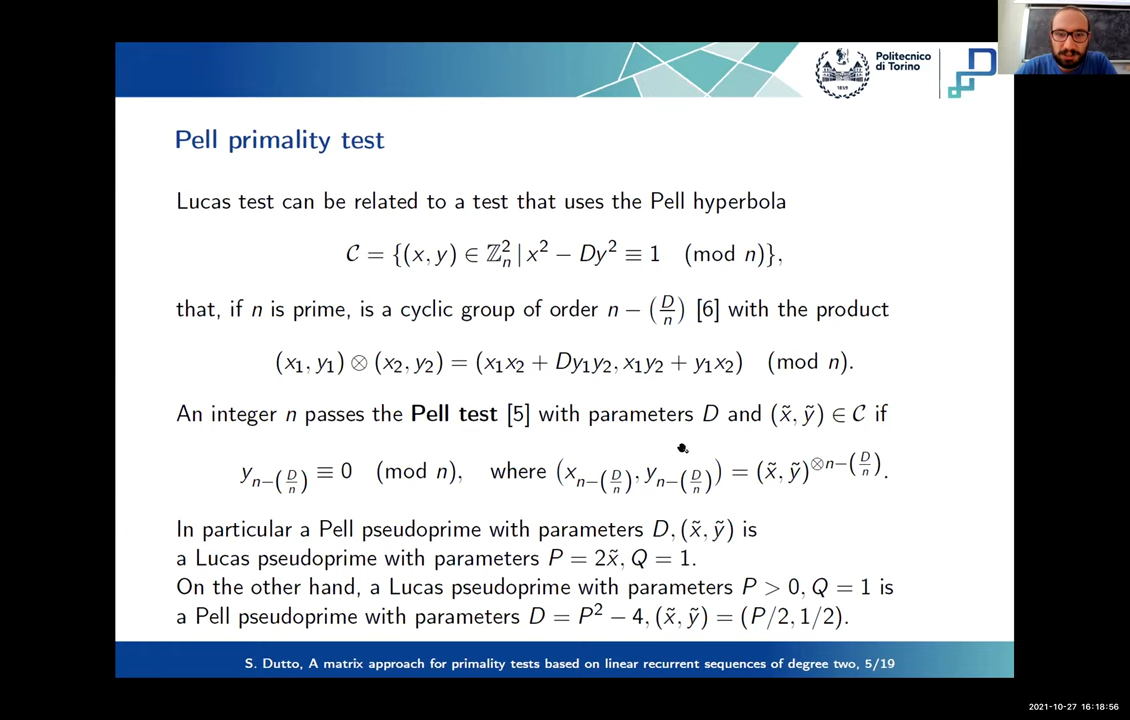 Politecnico
di Torino
1859
Pell primality test
Lucas test can be related to a test that uses the Pell hyperbola
𝒞 = {(x, y) ∈ ℤ²ₙ | x² − Dy² ≡ 1 (mod n)},
that, if n is prime, is a cyclic group of order n − (D/n) [6] with the product
(x₁, y₁) ⊗ (x₂, y₂) = (x₁x₂ + Dy₁y₂, x₁y₂ + y₁x₂) (mod n).
An integer n passes the Pell test [5] with parameters D and (x̃, ỹ) ∈ 𝒞 if
y_{n−(D/n)} ≡ 0 (mod n), where (x_{n−(D/n)}, y_{n−(D/n)}) = (x̃, ỹ)^{⊗n−(D/n)}.
In particular a Pell pseudoprime with parameters D, (x̃, ỹ) is
a Lucas pseudoprime with parameters P = 2x̃, Q = 1.
On the other hand, a Lucas pseudoprime with parameters P > 0, Q = 1 is
a Pell pseudoprime with parameters D = P² − 4, (x̃, ỹ) = (P/2, 1/2).
S. Dutto, A matrix approach for primality tests based on linear recurrent sequences of degree two, 5/19
2021-10-27 16:18:56